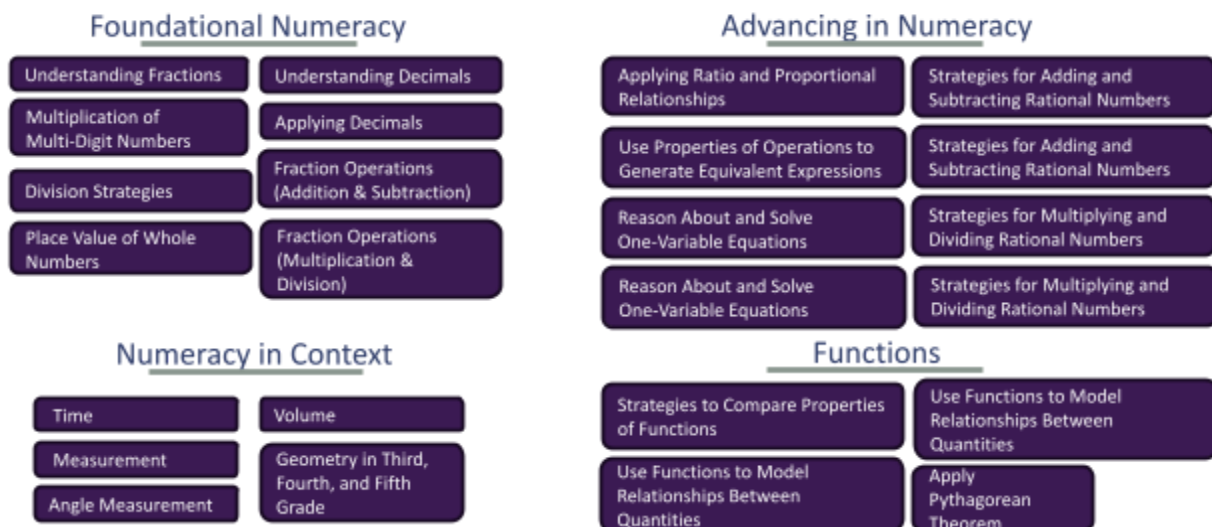 Foundational Numeracy
Understanding Fractions
Understanding Decimals
Multiplication of
Multi-Digit Numbers
Applying Decimals
Division Strategies
Fraction Operations
(Addition & Subtraction)
Place Value of Whole
Numbers
Fraction Operations
(Multiplication &
Division)
Advancing in Numeracy
Applying Ratio and Proportional
Relationships
Strategies for Adding and
Subtracting Rational Numbers
Use Properties of Operations to
Generate Equivalent Expressions
Strategies for Adding and
Subtracting Rational Numbers
Reason About and Solve
One-Variable Equations
Strategies for Multiplying and
Dividing Rational Numbers
Reason About and Solve
One-Variable Equations
Strategies for Multiplying and
Dividing Rational Numbers
Numeracy in Context
Time
Volume
Measurement
Geometry in Third,
Fourth, and Fifth
Grade
Angle Measurement
Functions
Strategies to Compare Properties
of Functions
Use Functions to Model
Relationships Between
Quantities
Use Functions to Model
Relationships Between
Quantities
Apply
Pythagorean
Theorem